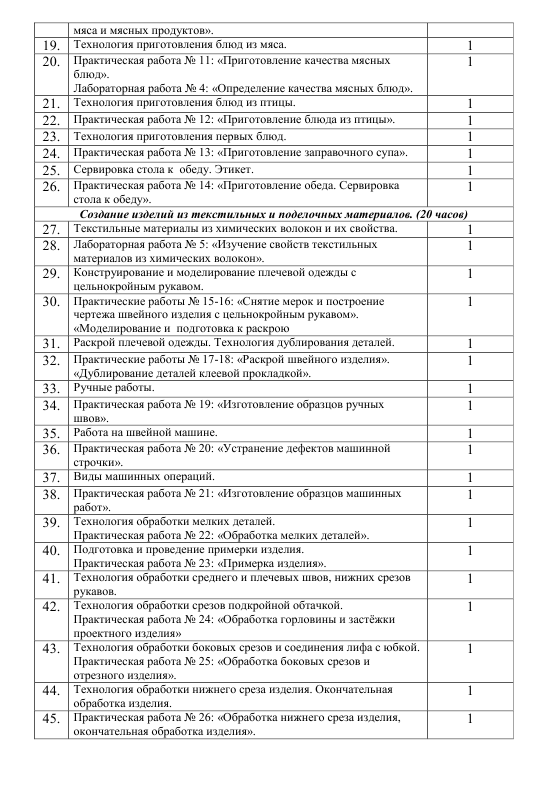 мяса и мясных продуктов».
19. Технология приготовления блюд из мяса. 1
20. Практическая работа № 11: «Приготовление качества мясных 1
блюд».
Лабораторная работа № 4: «Определение качества мясных блюд».
21. Технология приготовления блюд из птицы. 1
22. Практическая работа № 12: «Приготовление блюда из птицы». 1
23. Технология приготовления первых блюд. 1
24. Практическая работа № 13: «Приготовление заправочного супа». 1
25. Сервировка стола к обеду. Этикет. 1
26. Практическая работа № 14: «Приготовление обеда. Сервировка 1
стола к обеду».
Создание изделий из текстильных и поделочных материалов. (20 часов)
27. Текстильные материалы из химических волокон и их свойства. 1
28. Лабораторная работа № 5: «Изучение свойств текстильных 1
материалов из химических волокон».
29. Конструирование и моделирование плечевой одежды с 1
цельнокройным рукавом.
30. Практические работы № 15-16: «Снятие мерок и построение 1
чертежа швейного изделия с цельнокройным рукавом».
«Моделирование и подготовка к раскрою
31. Раскрой плечевой одежды. Технология дублирования деталей. 1
32. Практические работы № 17-18: «Раскрой швейного изделия». 1
«Дублирование деталей клеевой прокладкой».
33. Ручные работы. 1
34. Практическая работа № 19: «Изготовление образцов ручных 1
швов».
35. Работа на швейной машине. 1
36. Практическая работа № 20: «Устранение дефектов машинной 1
строчки».
37. Виды машинных операций. 1
38. Практическая работа № 21: «Изготовление образцов машинных 1
работ».
39. Технология обработки мелких деталей. 1
Практическая работа № 22: «Обработка мелких деталей».
40. Подготовка и проведение примерки изделия. 1
Практическая работа № 23: «Примерка изделия».
41. Технология обработки среднего и плечевых швов, нижних срезов 1
рукавов.
42. Технология обработки срезов подкройной обтачкой. 1
Практическая работа № 24: «Обработка горловины и застёжки
проектного изделия»
43. Технология обработки боковых срезов и соединения лифа с юбкой. 1
Практическая работа № 25: «Обработка боковых срезов и
отрезного изделия».
44. Технология обработки нижнего среза изделия. Окончательная 1
обработка изделия.
45. Практическая работа № 26: «Обработка нижнего среза изделия, 1
окончательная обработка изделия».